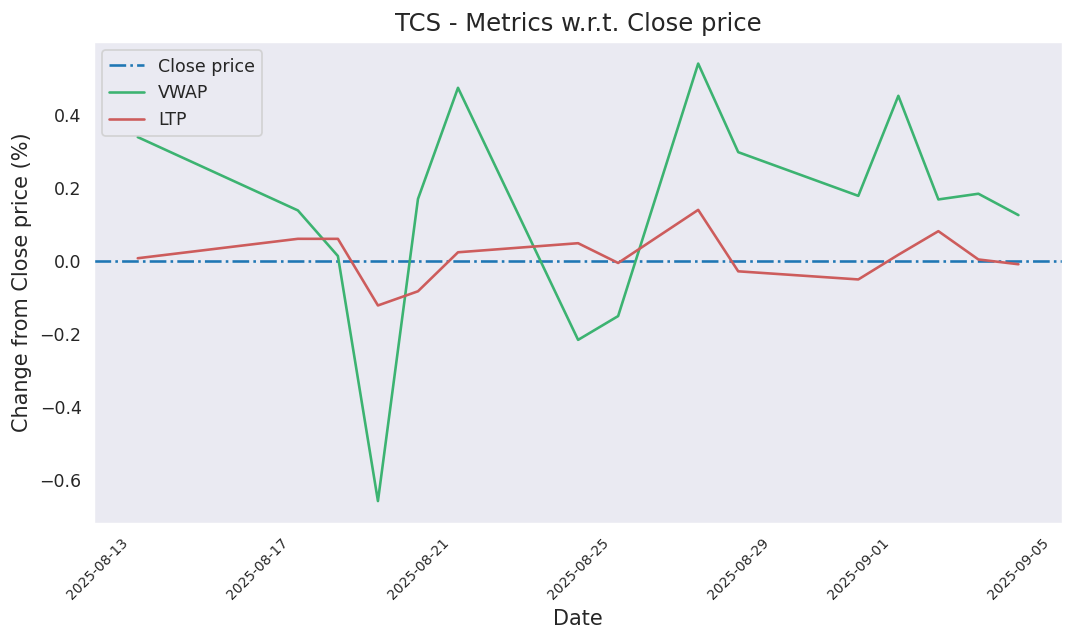 TCS - Metrics w.r.t. Close price
Close price
VWAP
LTP
Change from Close price (%)
0.4
0.2
0.0
−0.2
−0.4
−0.6
2025-08-13
2025-08-17
2025-08-21
2025-08-25
2025-08-29
2025-09-01
2025-09-05
Date